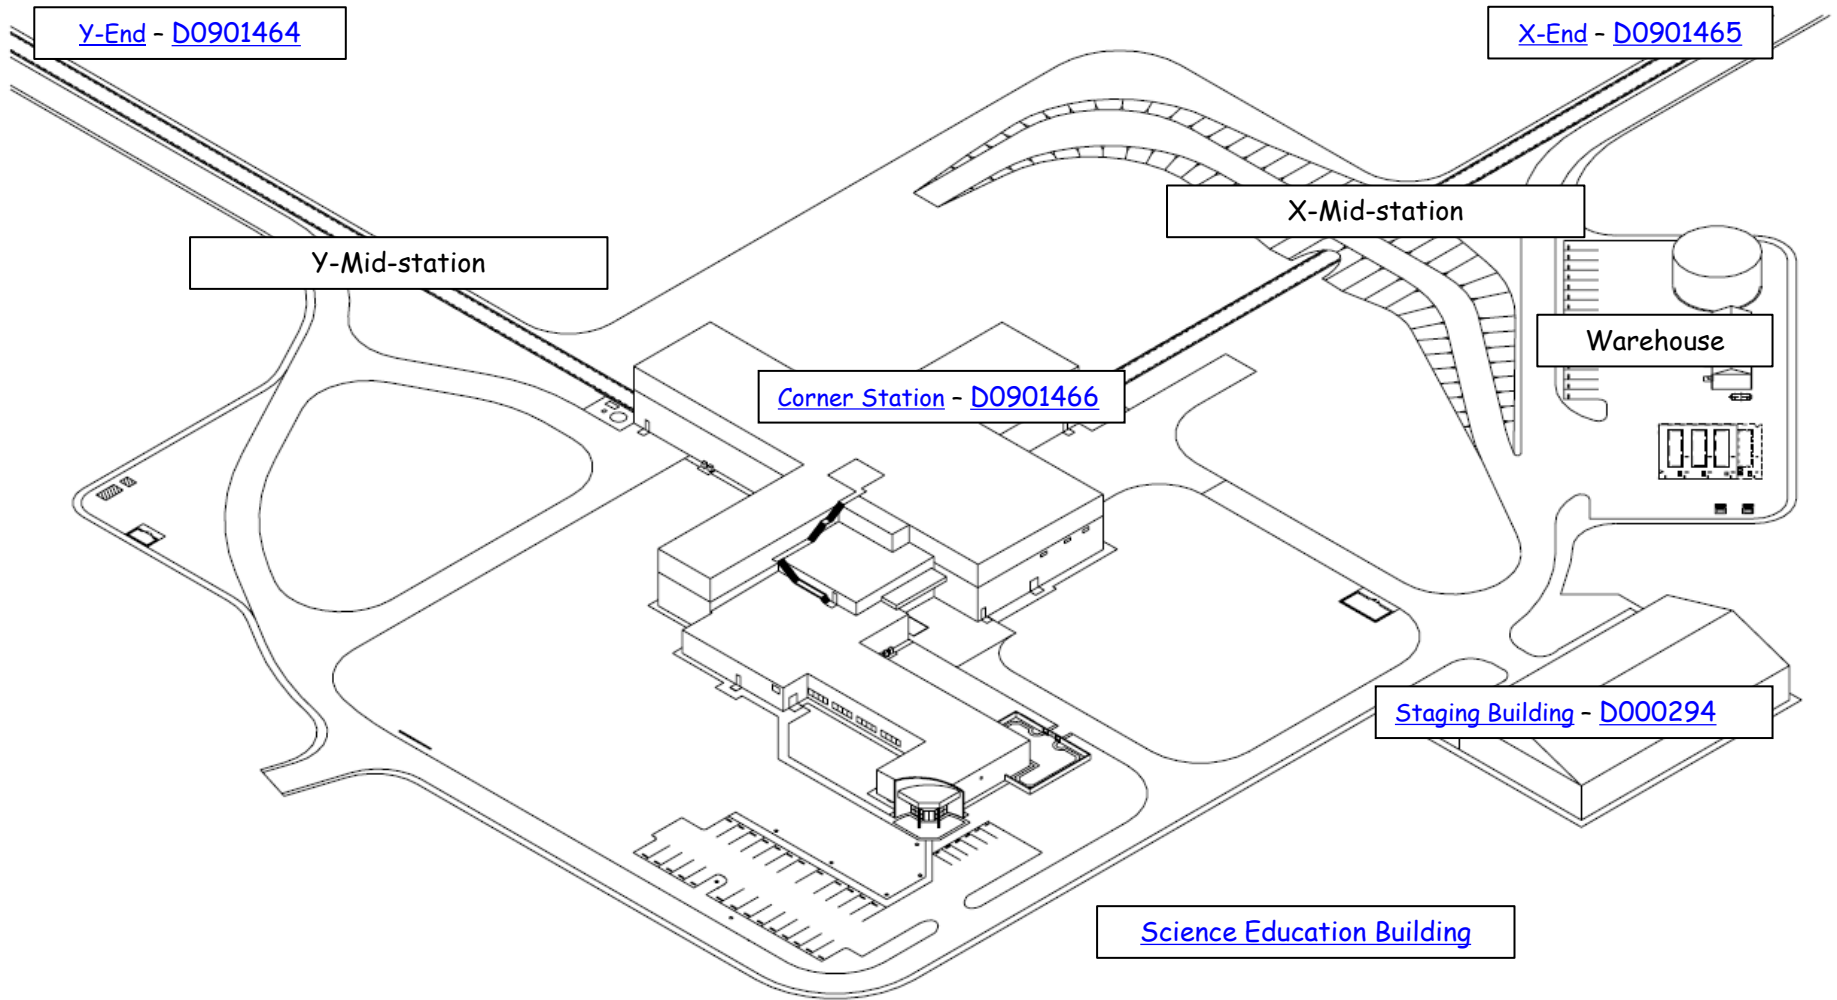 Y-End – D0901464
X-End – D0901465
X-Mid-station
Y-Mid-station
Warehouse
Corner Station – D0901466
Staging Building – D000294
Science Education Building